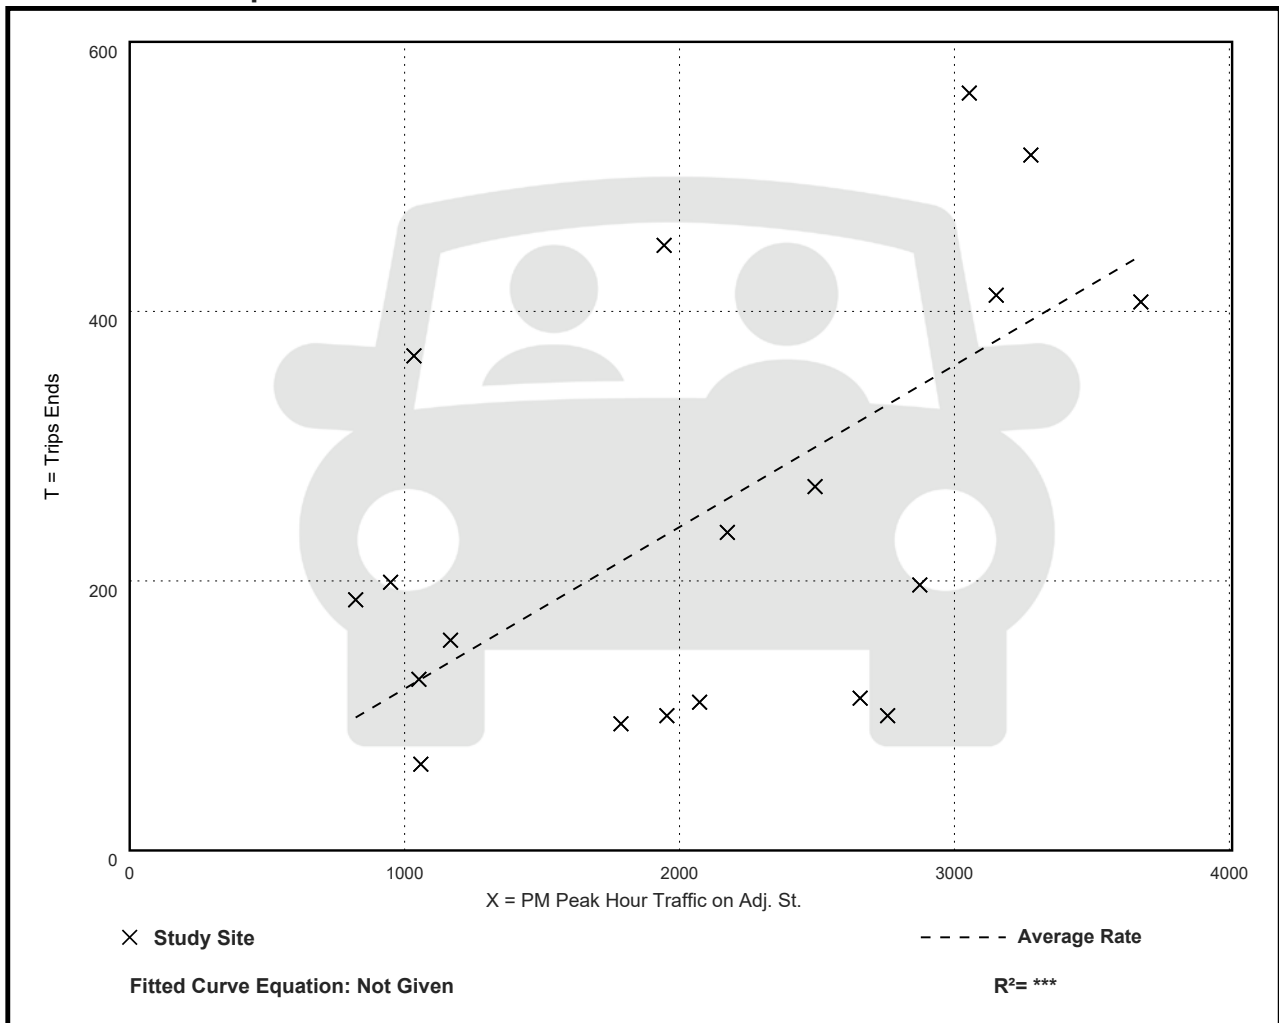 600
400
200
0
T = Trips Ends
0 1000 2000 3000 4000
X = PM Peak Hour Traffic on Adj. St.
Study Site
Average Rate
Fitted Curve Equation: Not Given
R²= ***